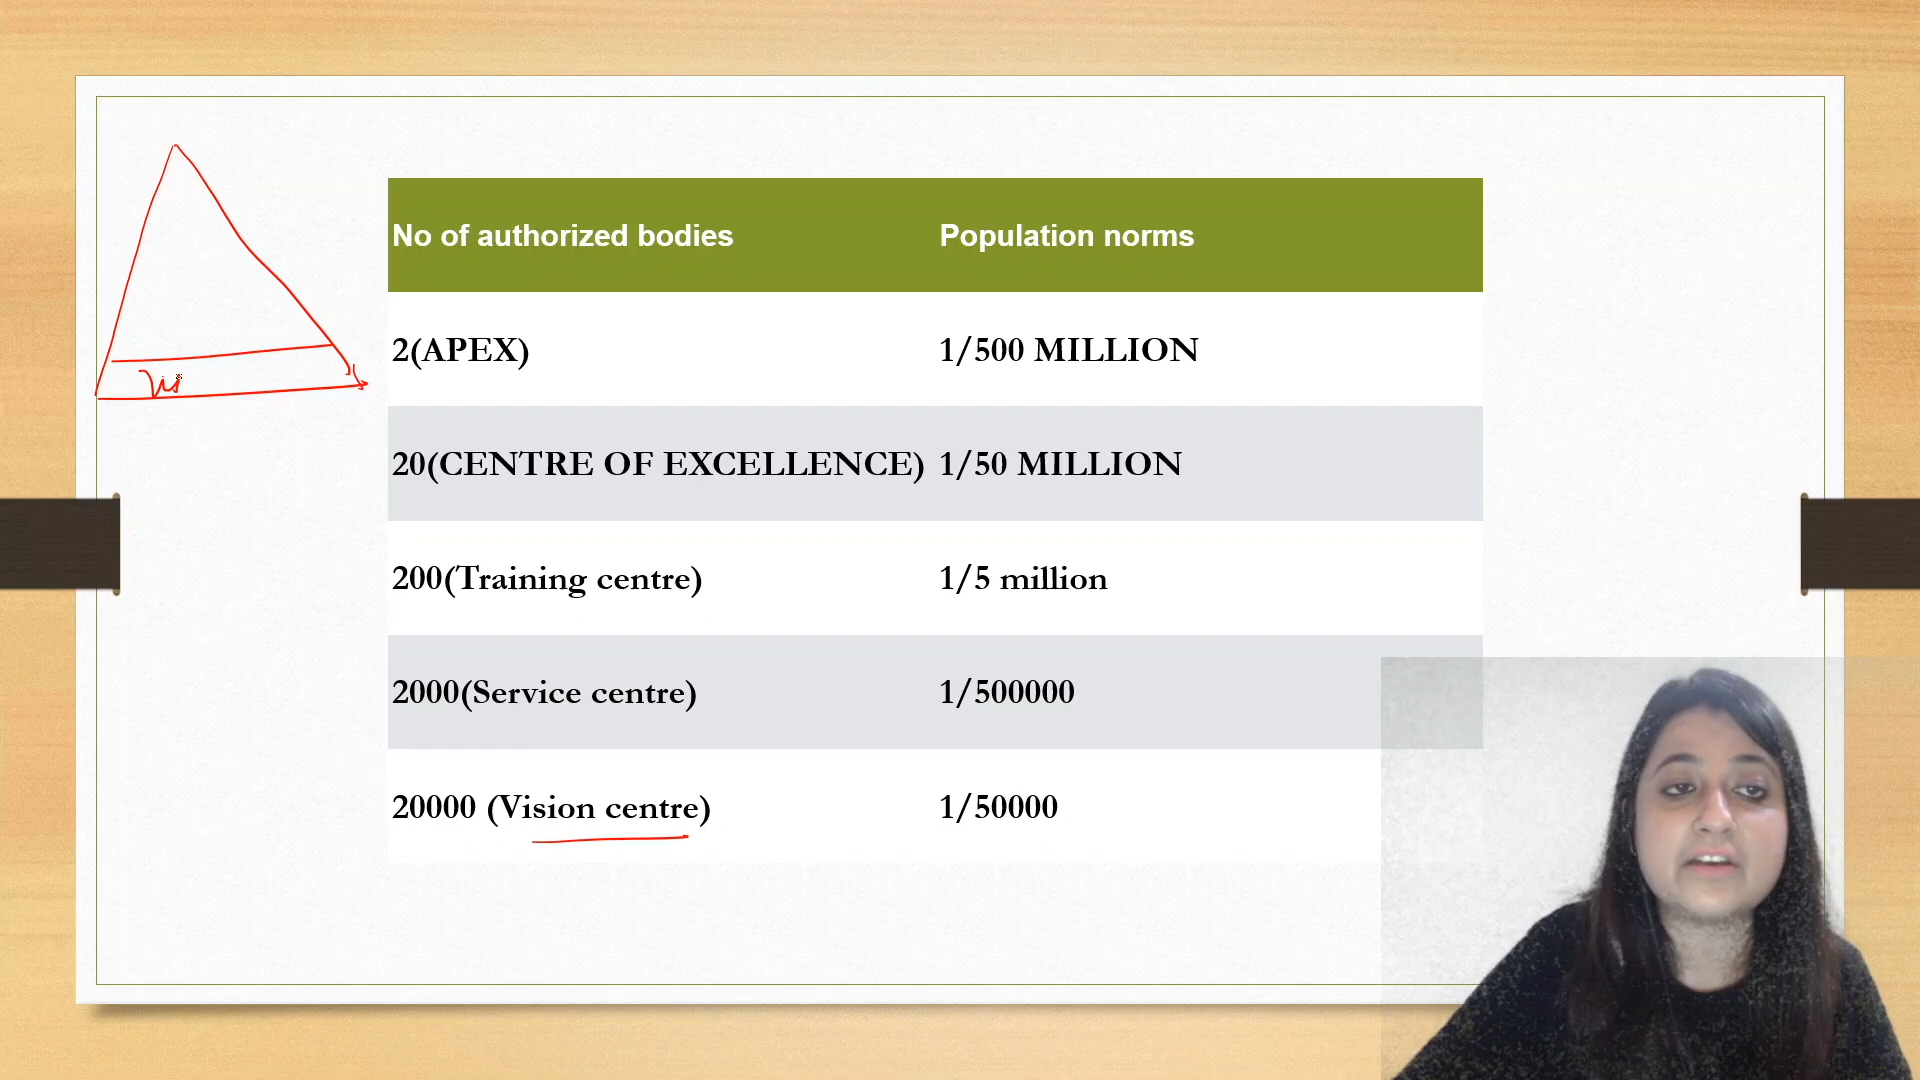 No of authorized bodies Population norms
2(APEX) 1/500 MILLION
20(CENTRE OF EXCELLENCE) 1/50 MILLION
200(Training centre) 1/5 million
2000(Service centre) 1/500000
20000 (Vision centre) 1/50000
Vis